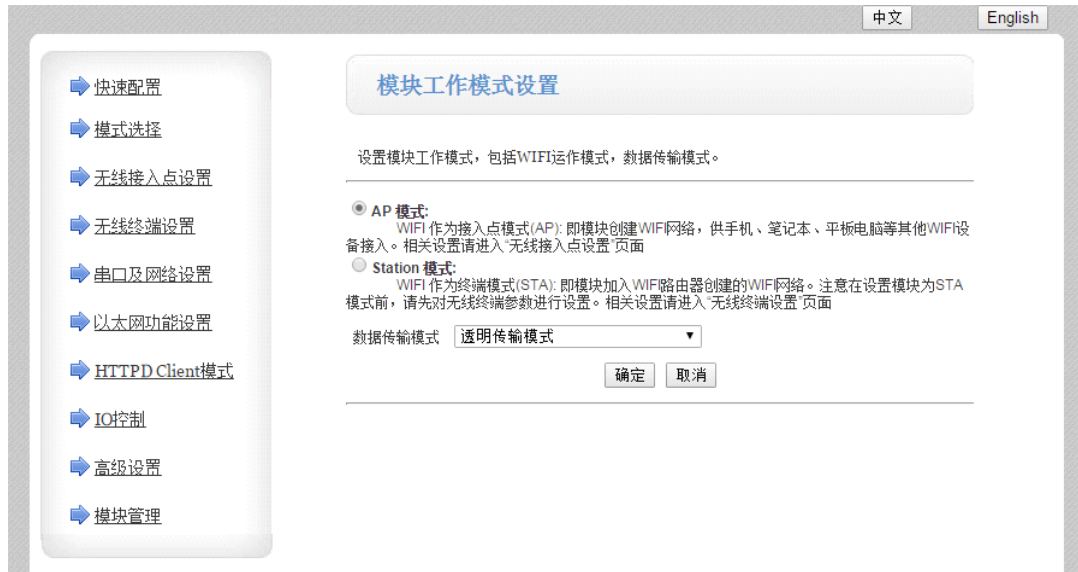 中文
English
快速配置
模式选择
无线接入点设置
无线终端设置
串口及网络设置
以太网功能设置
HTTPD Client模式
IO控制
高级设置
模块管理
模块工作模式设置
设置模块工作模式，包括WIFI运作模式，数据传输模式。
AP 模式:
WIFI 作为接入点模式(AP): 即模块创建WIFI网络，供手机、笔记本、平板电脑等其他WIFI设
备接入。相关设置请进入“无线接入点设置”页面
Station 模式:
WIFI 作为终端模式(STA): 即模块加入WIFI路由器创建的WIFI网络。注意在设置模块为STA
模式前，请先对无线终端参数进行设置。相关设置请进入“无线终端设置”页面
数据传输模式 透明传输模式
确定 取消